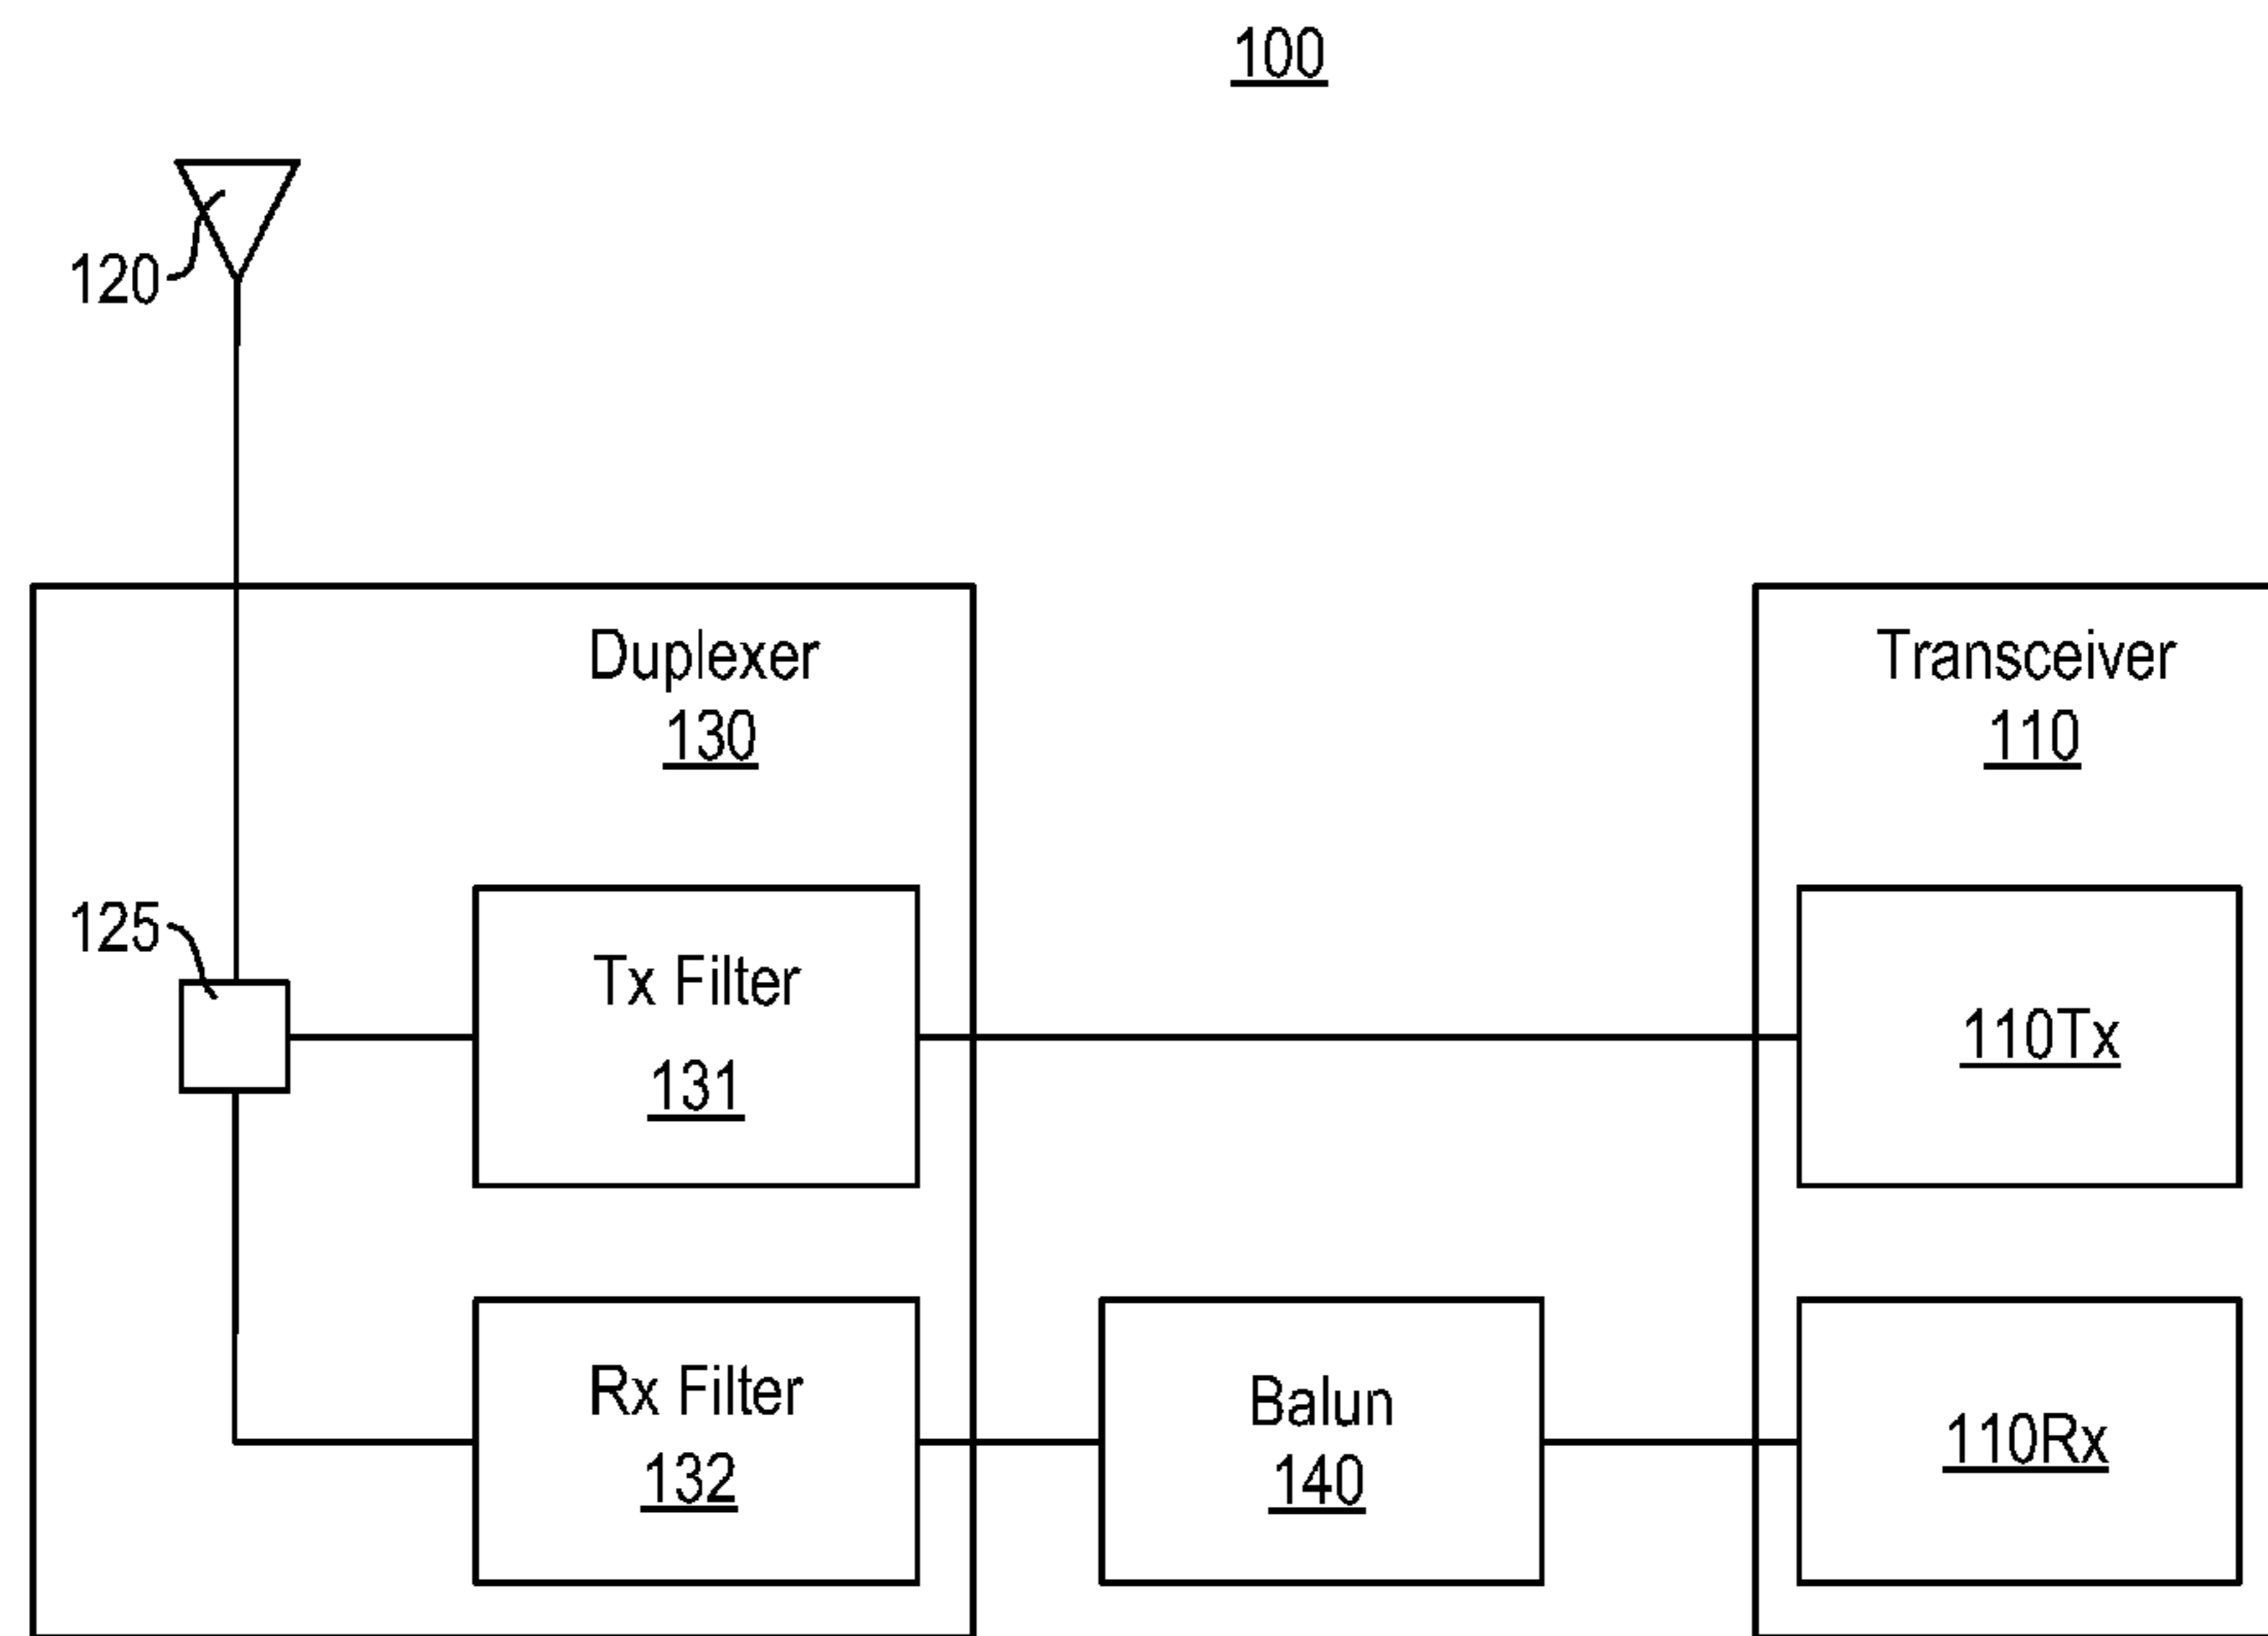 100
120
Duplexer
130
Transceiver
110
125
Tx Filter
131
110Tx
Rx Filter
132
Balun
140
110Rx